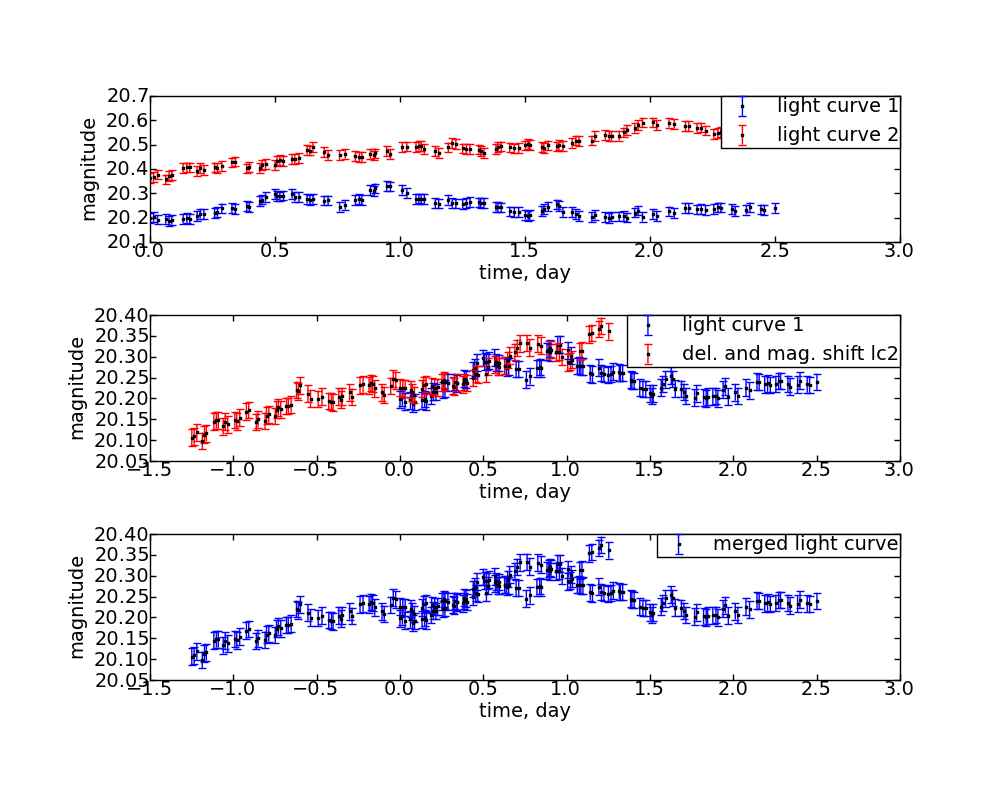 20.7
20.6
20.5
20.4
20.3
20.2
20.1
magnitude
light curve 1
light curve 2
0.0 0.5 1.0 1.5 2.0 2.5 3.0
time, day
20.40
20.35
20.30
20.25
20.20
20.15
20.10
20.05
magnitude
light curve 1
del. and mag. shift lc2
−1.5 −1.0 −0.5 0.0 0.5 1.0 1.5 2.0 2.5 3.0
time, day
20.40
20.35
20.30
20.25
20.20
20.15
20.10
20.05
magnitude
merged light curve
−1.5 −1.0 −0.5 0.0 0.5 1.0 1.5 2.0 2.5 3.0
time, day